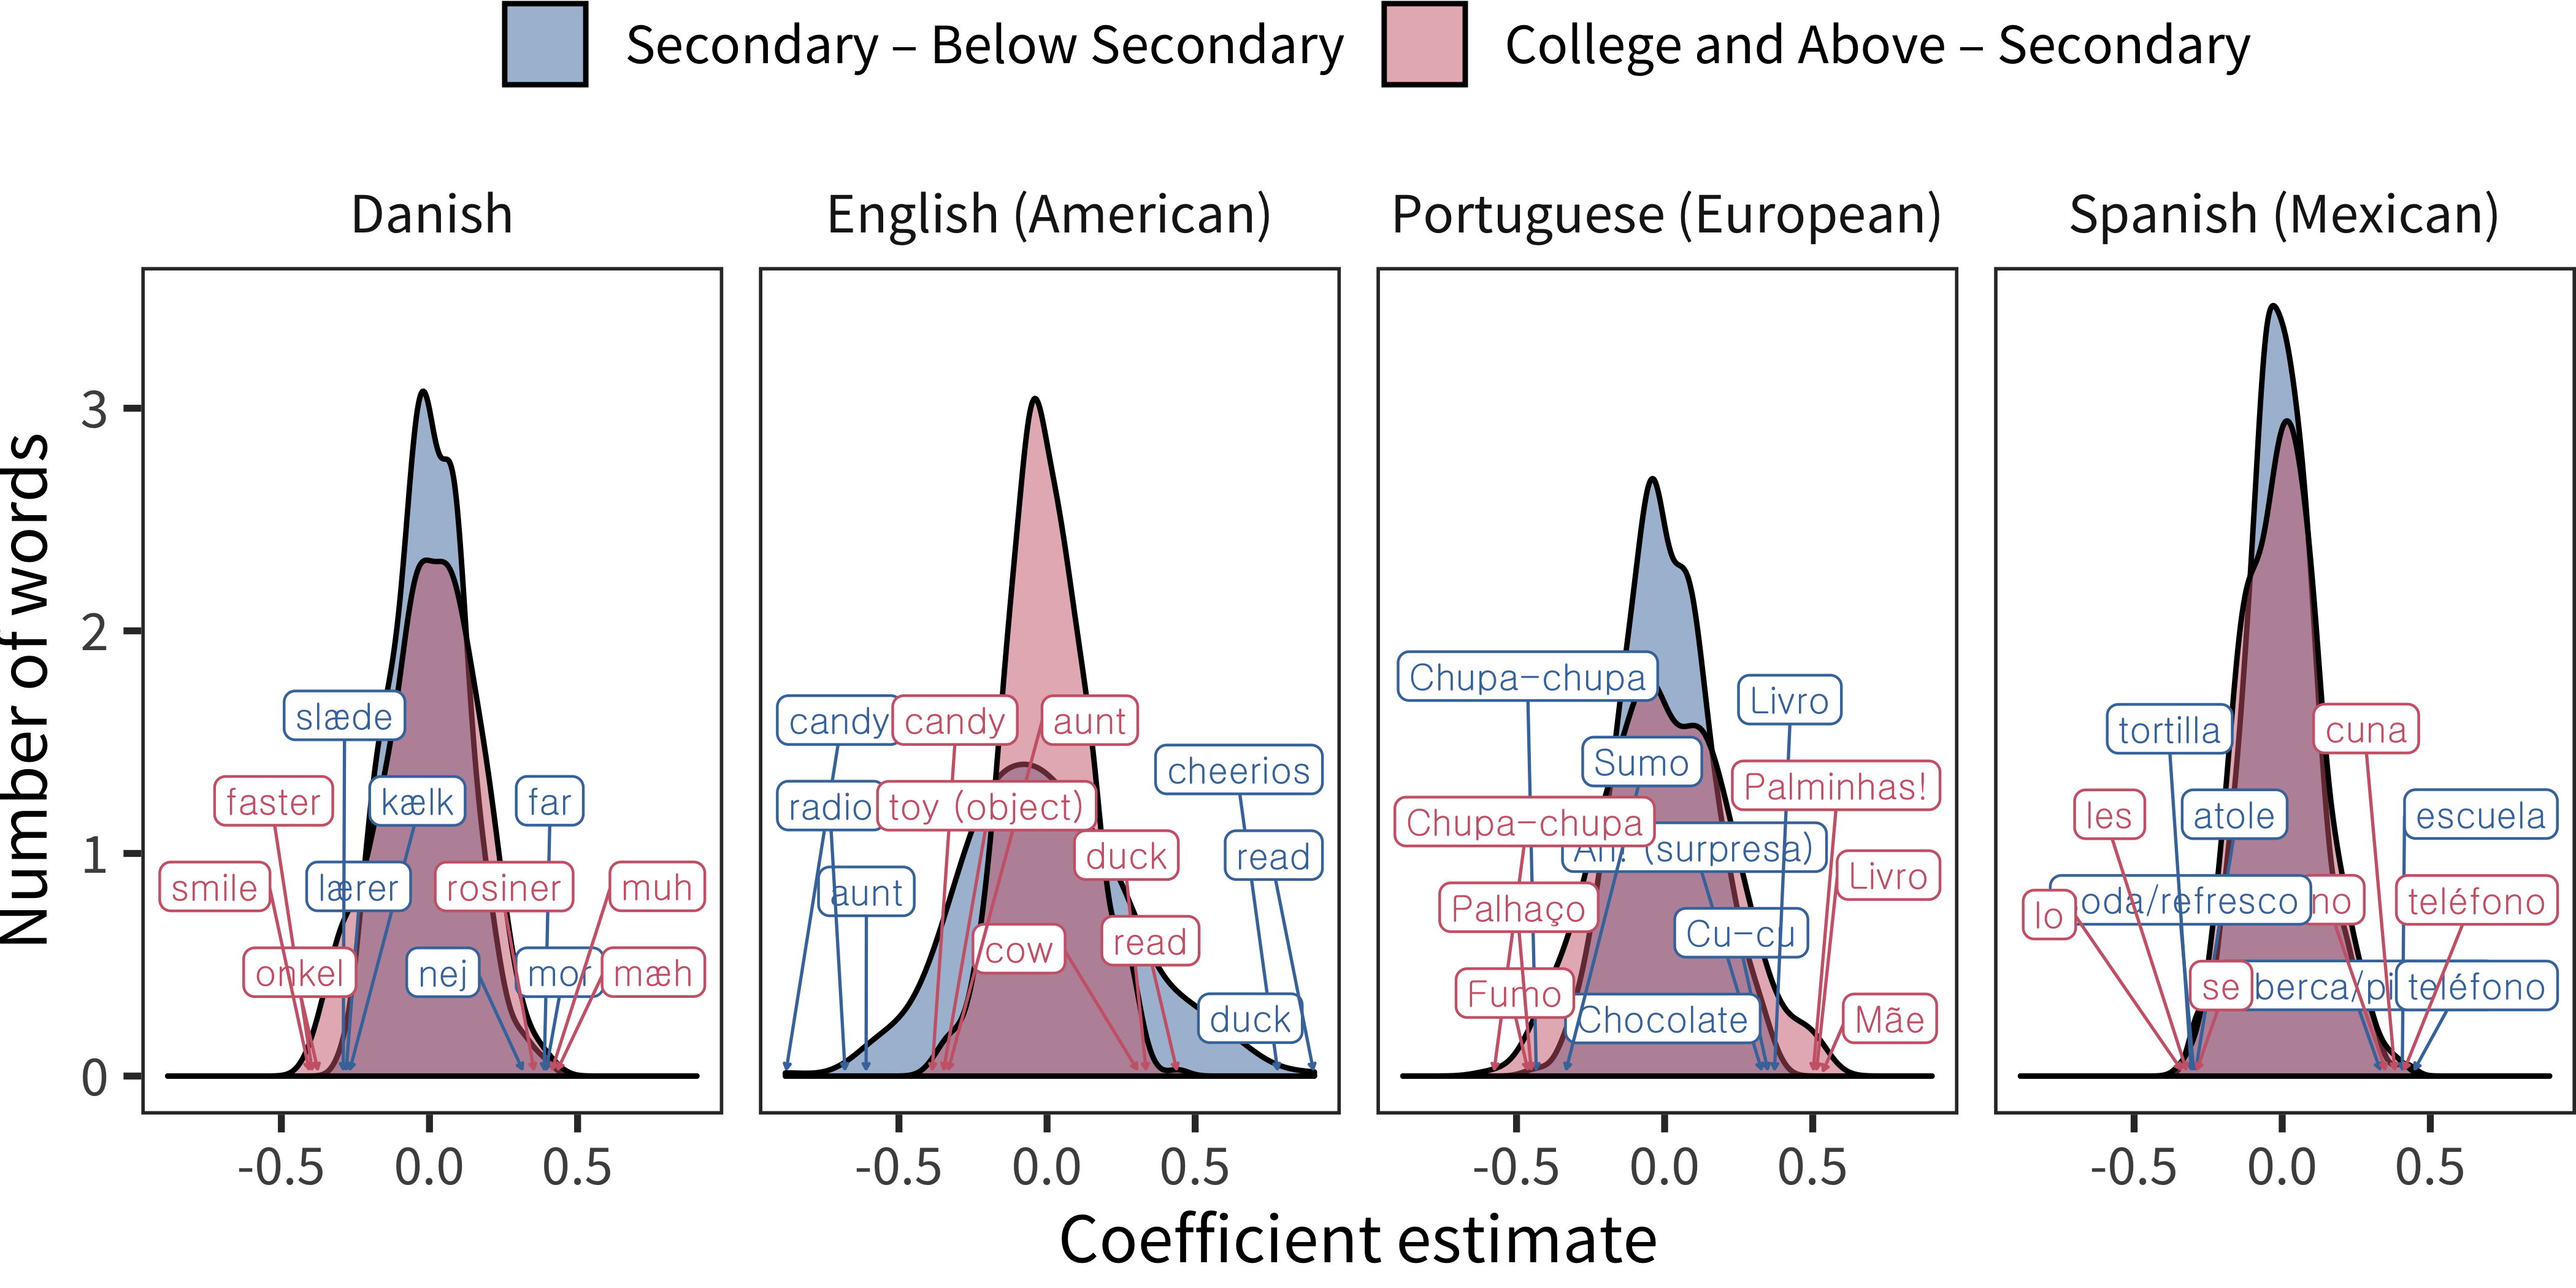 Secondary – Below Secondary
College and Above – Secondary
Danish
English (American)
Portuguese (European)
Spanish (Mexican)
Number of words
3
2
1
0
slæde
faster
kælk
far
smile
lærer
rosiner
muh
onkel
nej
mor
mæh
candy
candy
aunt
cheerios
radio
toy (object)
duck
read
aunt
cow
read
duck
Chupa-chupa
Livro
Sumo
Palminhas!
Chupa-chupa
(surpresa)
Livro
Palhaço
Cu-cu
Fumo
Chocolate
Mãe
tortilla
cuna
les
atole
escuela
lo
oda/refresco
no
teléfono
se
berca/pi
teléfono
-0.5 0.0 0.5
-0.5 0.0 0.5
-0.5 0.0 0.5
-0.5 0.0 0.5
Coefficient estimate